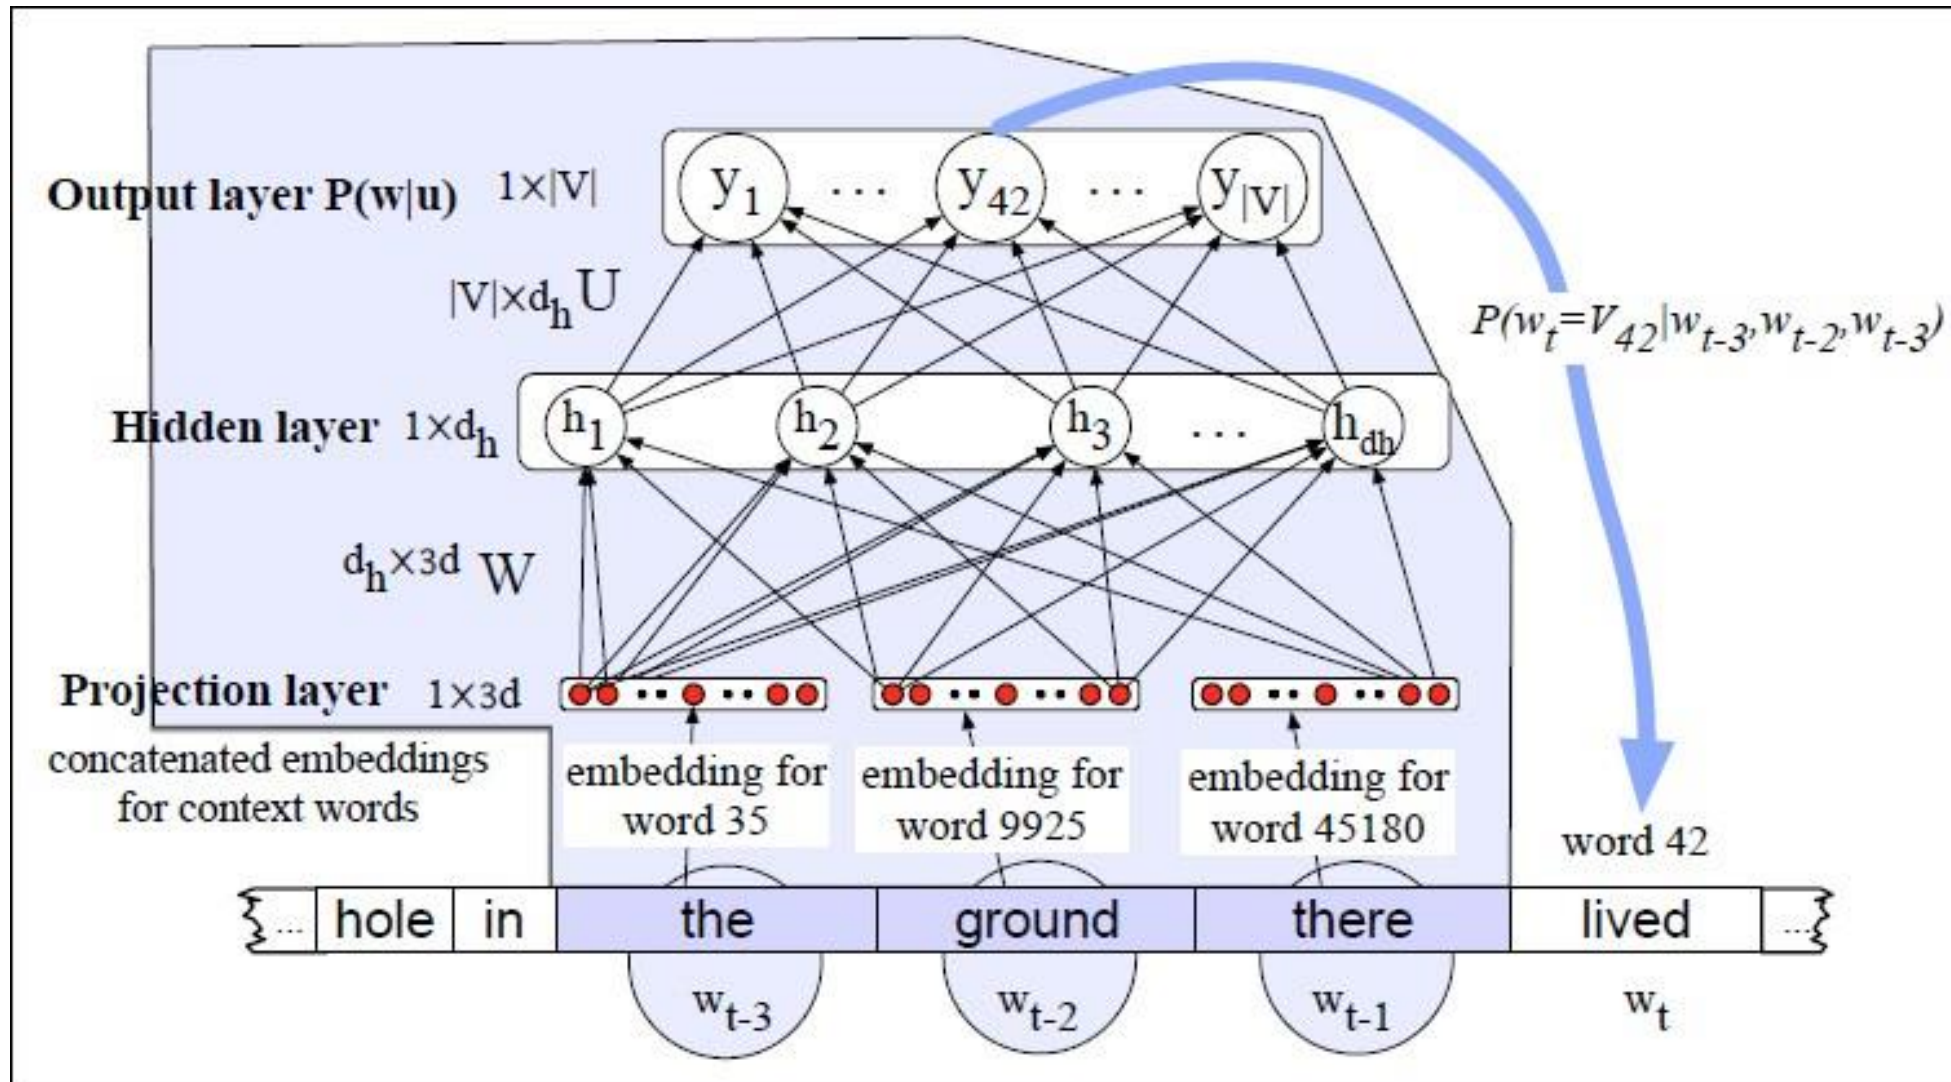 Output layer P(w|u) 1×|V|
y1 ... y42 ... y|V|
|V|×dh U
P(wt=V42|wt-3,wt-2,wt-3)
Hidden layer 1×dh
h1 h2 h3 ... hdh
dh×3d W
Projection layer 1×3d
concatenated embeddings
for context words
embedding for
word 35
embedding for
word 9925
embedding for
word 45180
word 42
... hole in the ground there lived ...
wt-3 wt-2 wt-1 wt